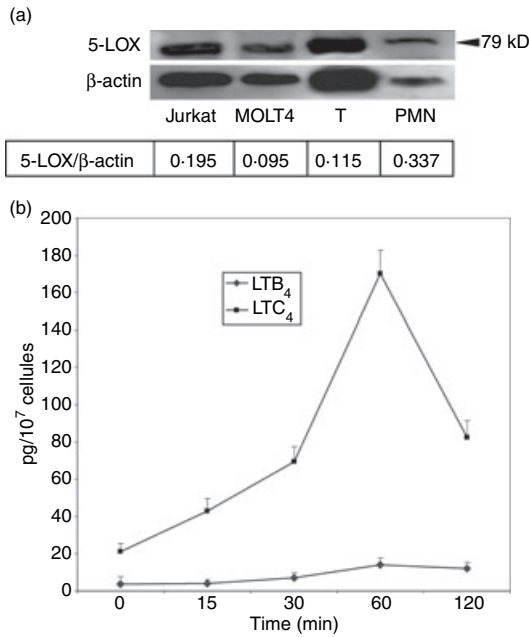 (a)
5-LOX
79 kD
β-actin
Jurkat MOLT4 T PMN
5-LOX/β-actin 0·195 0·095 0·115 0·337
(b)
200
180
160
140
120
100
80
60
40
20
0
pg/10⁷ cellules
LTB₄
LTC₄
0 15 30 60 120
Time (min)